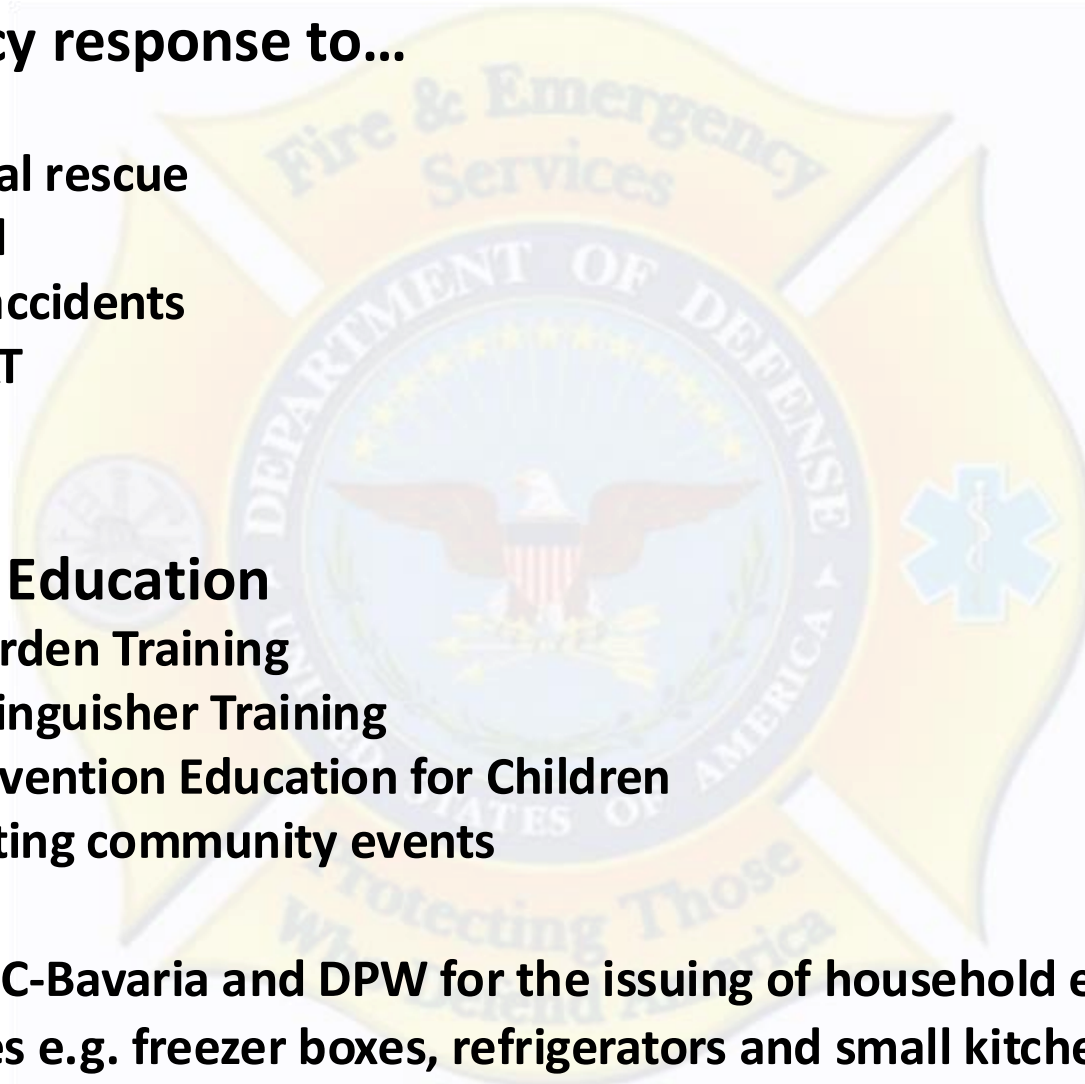 cy response to…
Fire & Emergency
Services
al rescue
accidents
T
DEPARTMENT OF DEFENSE
Education
rden Training
inguisher Training
vention Education for Children
ting community events
UNITED STATES OF AMERICA
Protecting Those
Who Defend America
C-Bavaria and DPW for the issuing of household e
es e.g. freezer boxes, refrigerators and small kitche